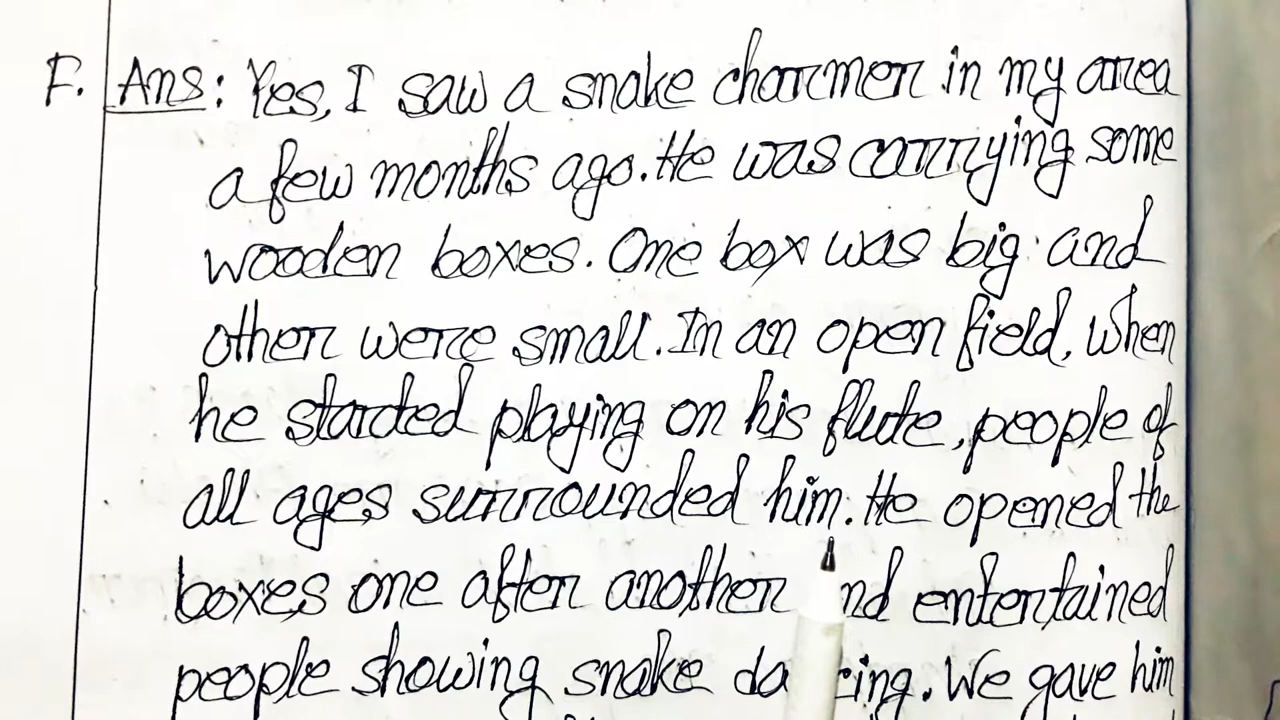 F. Ans: Yes, I saw a snake charmer in my area
a few months ago. He was carrying some
wooden boxes. One box was big and
other were small. In an open field, when
he started playing on his flute, people of
all ages surrounded him. He opened the
boxes one after another nd entertained
people showing snake da cing. We gave him